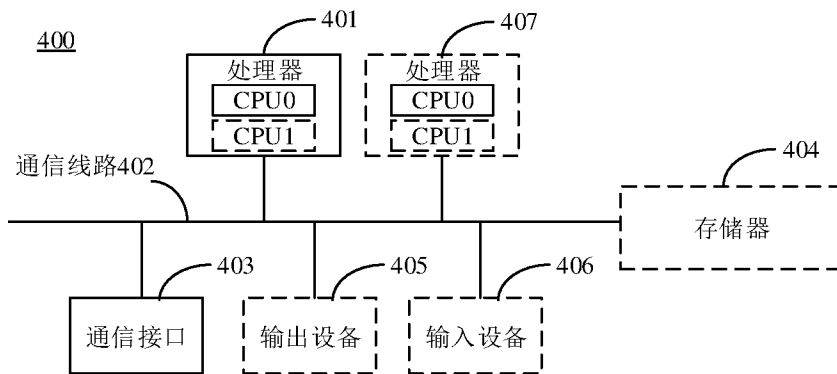 400
401
407
处理器
CPU0
CPU1
处理器
CPU0
CPU1
通信线路402
404
存储器
403
405
406
通信接口
输出设备
输入设备